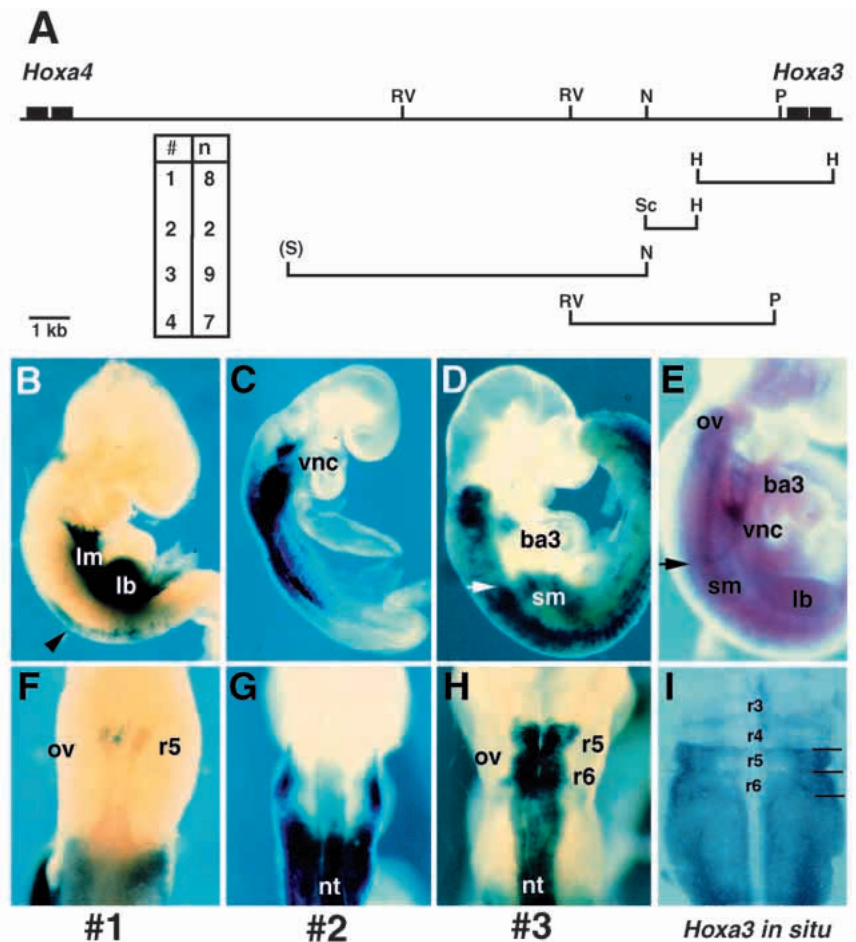 A
Hoxa4
Hoxa3
RV RV N P
# n
1 8
2 2
3 9
4 7
H H
Sc H
(S) N
RV P
1 kb
B C D E
lm
lb
vnc
ba3
sm
ov
ba3
vnc
sm
lb
F G H I
ov r5
nt
ov r5
r6
nt
r3
r4
r5
r6
#1 #2 #3 Hoxa3 in situ